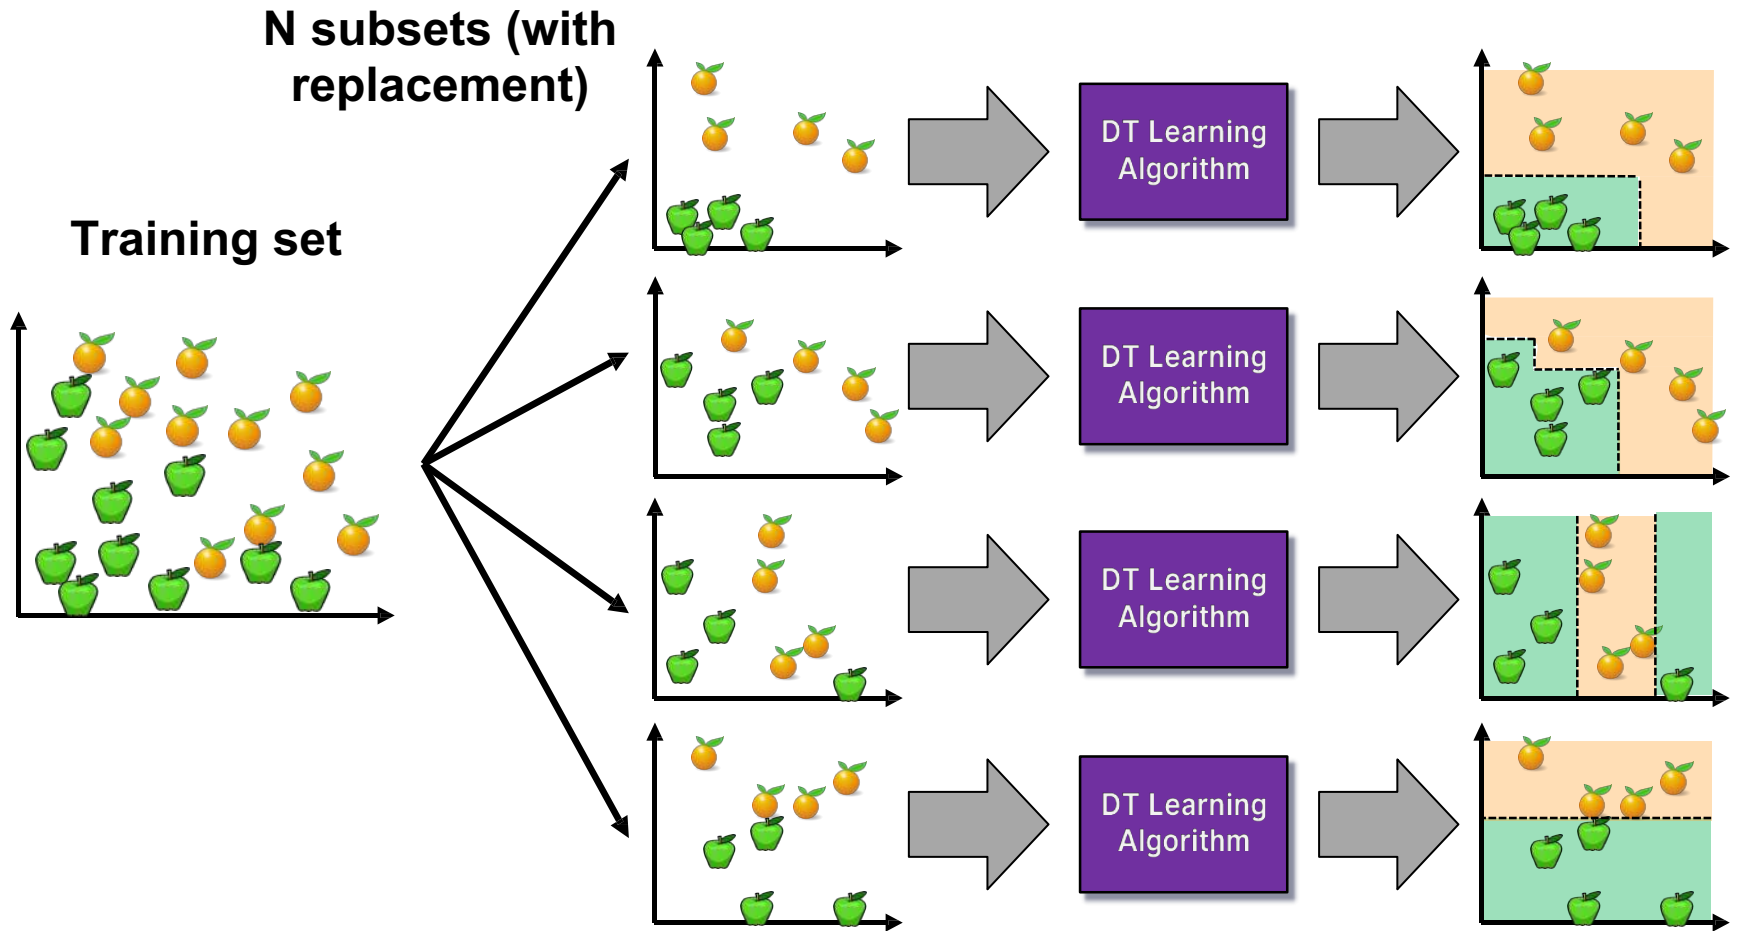 N subsets (with
replacement)
Training set
DT Learning
Algorithm
DT Learning
Algorithm
DT Learning
Algorithm
DT Learning
Algorithm